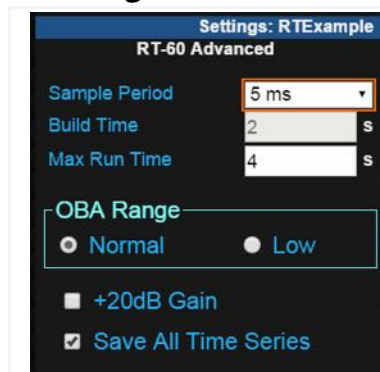 Settings: RTExample
RT-60 Advanced
Sample Period 5 ms
Build Time 2 s
Max Run Time 4 s
OBA Range
Normal Low
+20dB Gain
Save All Time Series